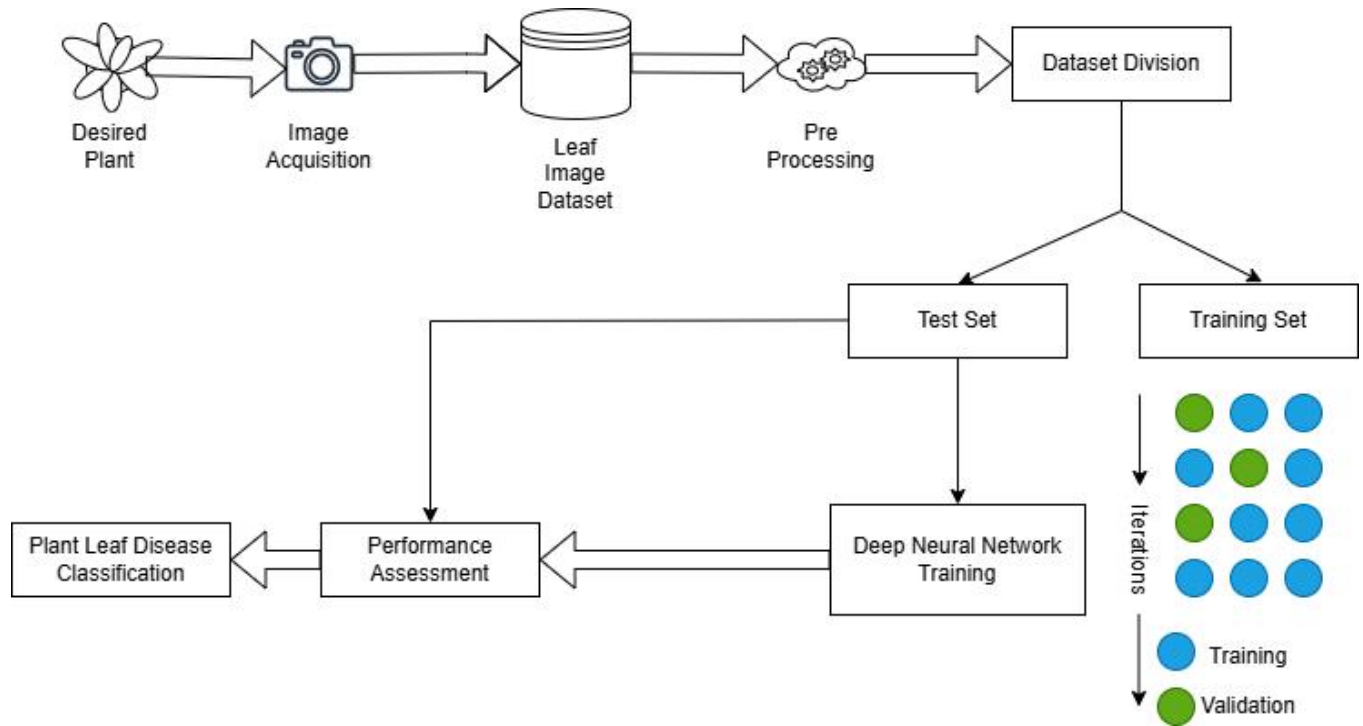 Desired
Plant
Image
Acquisition
Leaf
Image
Dataset
Pre
Processing
Dataset Division
Test Set
Training Set
Plant Leaf Disease
Classification
Performance
Assessment
Deep Neural Network
Training
Iterations
Training
Validation